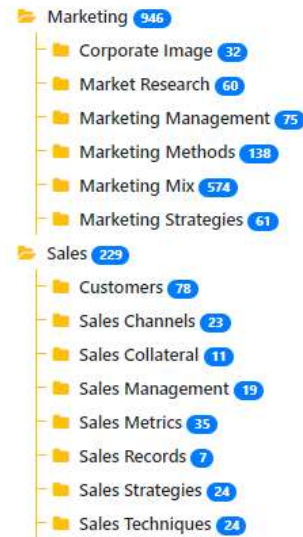 Marketing 946
Corporate Image 32
Market Research 60
Marketing Management 75
Marketing Methods 138
Marketing Mix 574
Marketing Strategies 61
Sales 229
Customers 78
Sales Channels 23
Sales Collateral 11
Sales Management 19
Sales Metrics 35
Sales Records 7
Sales Strategies 24
Sales Techniques 24